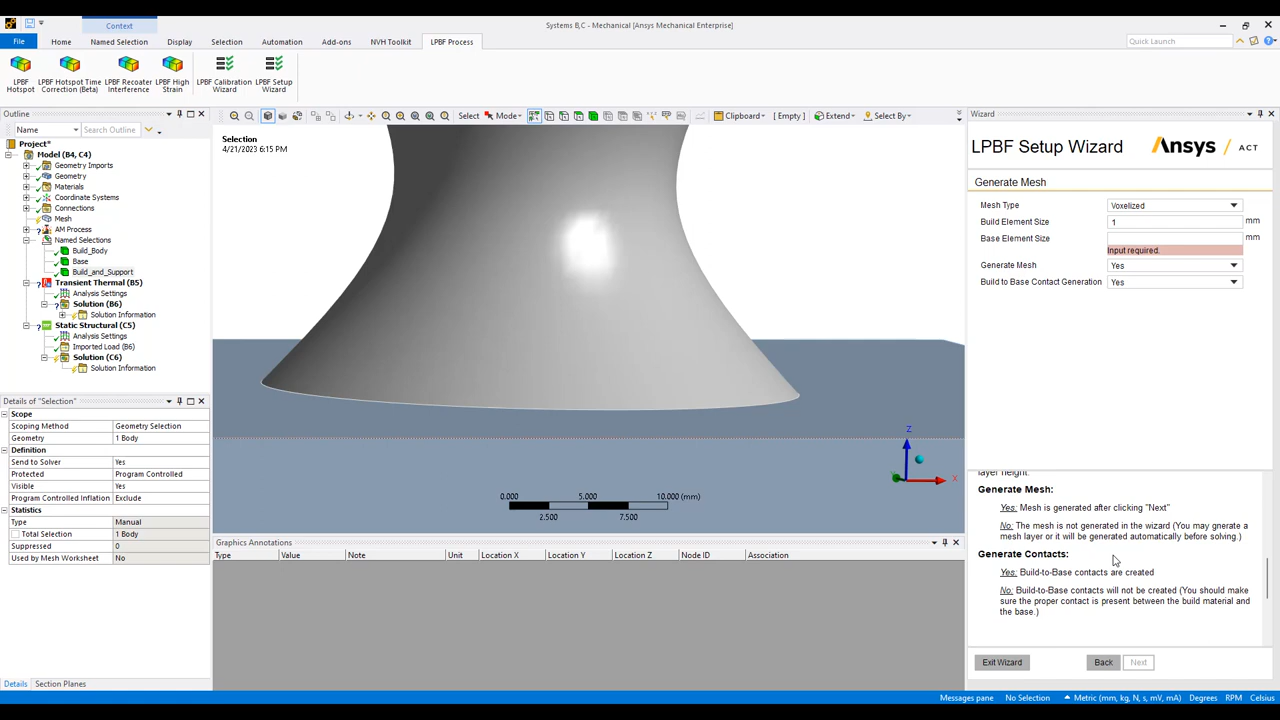 Context
Systems B,C - Mechanical [Ansys Mechanical Enterprise]
File Home Named Selection Display Selection Automation Add-ons NVH Toolkit LPBF Process
Quick Launch
LPBF Hotspot
LPBF Hotspot Time Correction (Beta)
LPBF Recoater Interference
LPBF High Strain
LPBF Calibration Wizard
LPBF Setup Wizard
Outline
Name Search Outline
Project*
Model (B4, C4)
Geometry Imports
Geometry
Materials
Coordinate Systems
Connections
Mesh
AM Process
Named Selections
Build_Body
Base
Build_and_Support
Transient Thermal (B5)
Analysis Settings
Solution (B6)
Solution Information
Static Structural (C5)
Analysis Settings
Imported Load (B6)
Solution (C6)
Solution Information
Details of "Selection"
Scope
Scoping Method Geometry Selection
Geometry 1 Body
Definition
Send to Solver Yes
Protected Program Controlled
Visible Yes
Program Controlled Inflation Exclude
Statistics
Type Manual
Total Selection 1 Body
Suppressed 0
Used by Mesh Worksheet No
Details Section Planes
Select Mode Clipboard [ Empty ] Extend Select By
Selection
4/21/2023 6:15 PM
Z
X
0.000 5.000 10.000 (mm)
2.500 7.500
Graphics Annotations
Type Value Note Unit Location X Location Y Location Z Node ID Association
Wizard
LPBF Setup Wizard Ansys / ACT
Generate Mesh
Mesh Type Voxelized
Build Element Size 1 mm
Base Element Size mm
Input required.
Generate Mesh Yes
Build to Base Contact Generation Yes
layer height.
Generate Mesh:
Yes: Mesh is generated after clicking "Next"
No: The mesh is not generated in the wizard (You may gnerate a
mesh layer or it will be generated automatically before solving.)
Generate Contacts:
Yes: Build-to-Base contacts are created
No: Build-to-Base contacts will not be created (You should make
sure the proper contact is present between the build material and
the base.)
Exit Wizard Back Next
Messages pane No Selection Metric (mm, kg, N, s, mV, mA) Degrees RPM Celsius